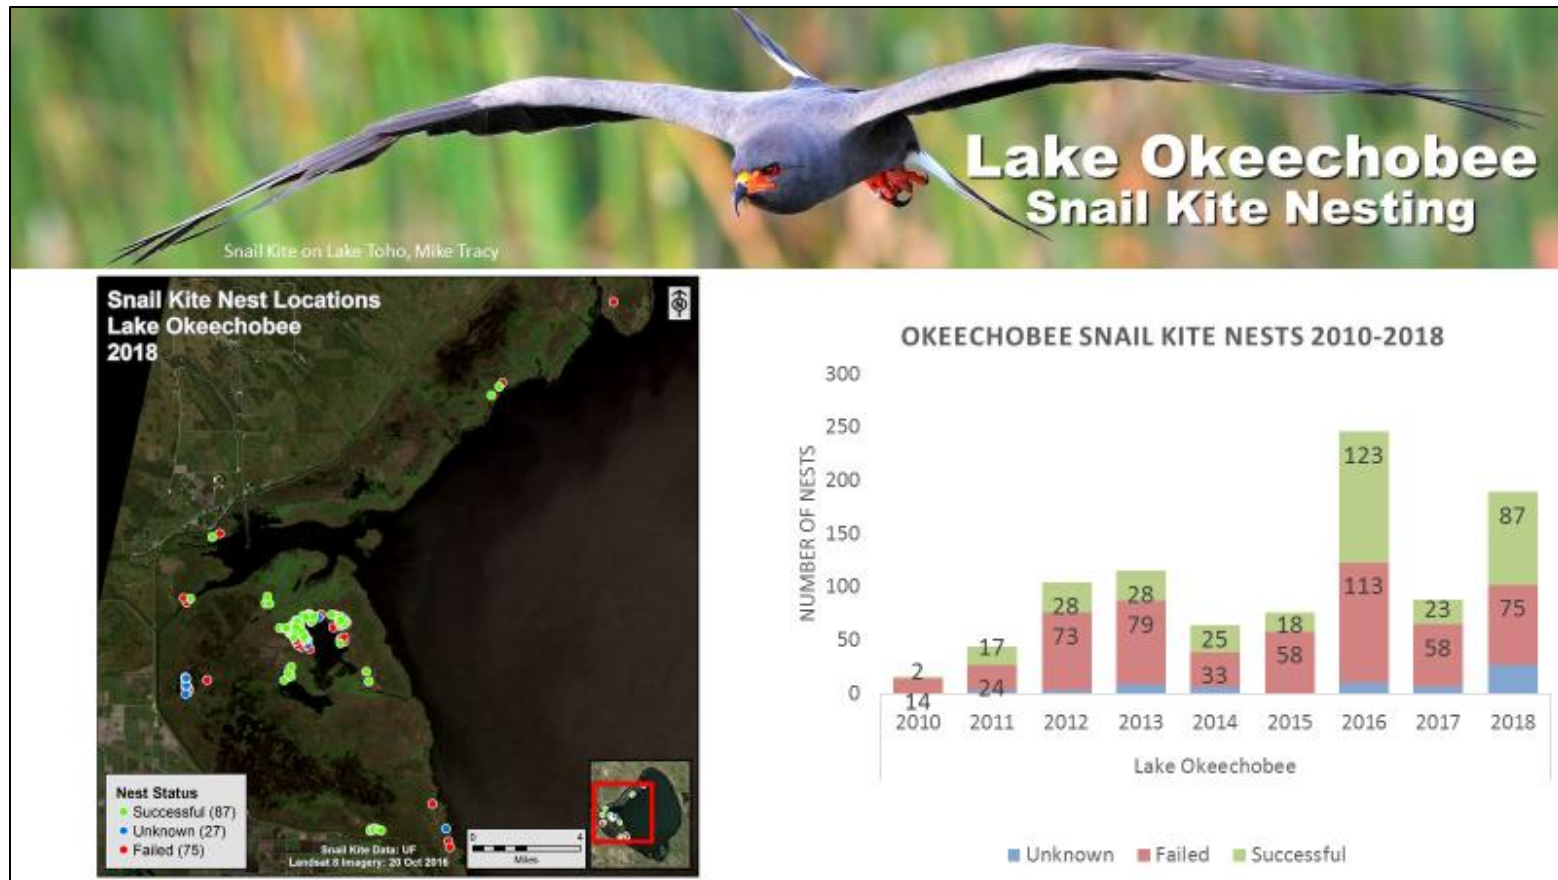 Lake Okeechobee
Snail Kite Nesting
Snail Kite on Lake Toho, Mike Tracy
Snail Kite Nest Locations
Lake Okeechobee
2018
N
Nest Status
Successful (87)
Unknown (27)
Failed (75)
Snail Kite Data: UF
Landsat 8 Imagery: 20 Oct 2016
0 4
Miles
OKEECHOBEE SNAIL KITE NESTS 2010-2018
NUMBER OF NESTS
300
250
200
150
100
50
0
2 17 28 28 25 18 123 23 87
14 24 73 79 33 58 113 58 75
2010 2011 2012 2013 2014 2015 2016 2017 2018
Lake Okeechobee
Unknown Failed Successful